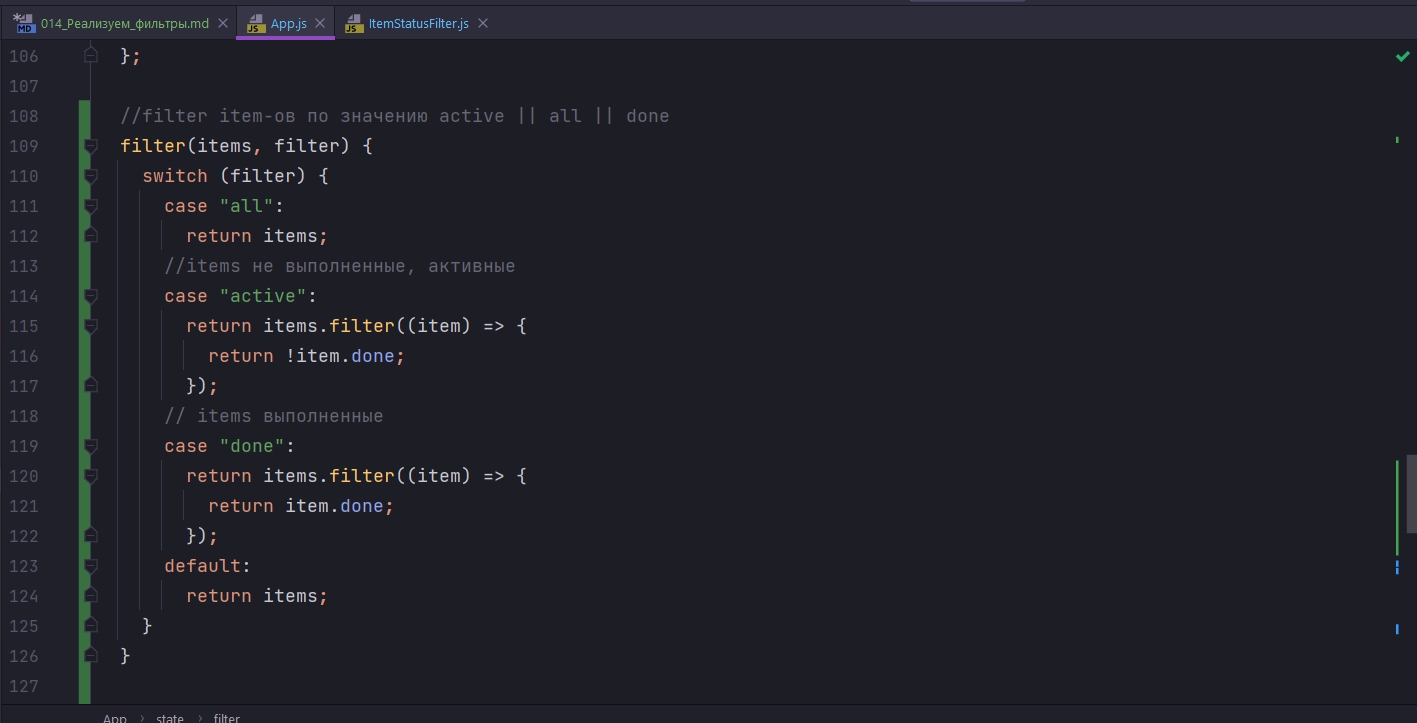 014_Реализуем_фильтры.md App.js ItemStatusFilter.js
106 };
107
108 //filter item-ов по значению active || all || done
109 filter(items, filter) {
110 switch (filter) {
111 case "all":
112 return items;
113 //items не выполненные, активные
114 case "active":
115 return items.filter((item) => {
116 return !item.done;
117 });
118 // items выполненные
119 case "done":
120 return items.filter((item) => {
121 return item.done;
122 });
123 default:
124 return items;
125 }
126 }
127
App › state › filter